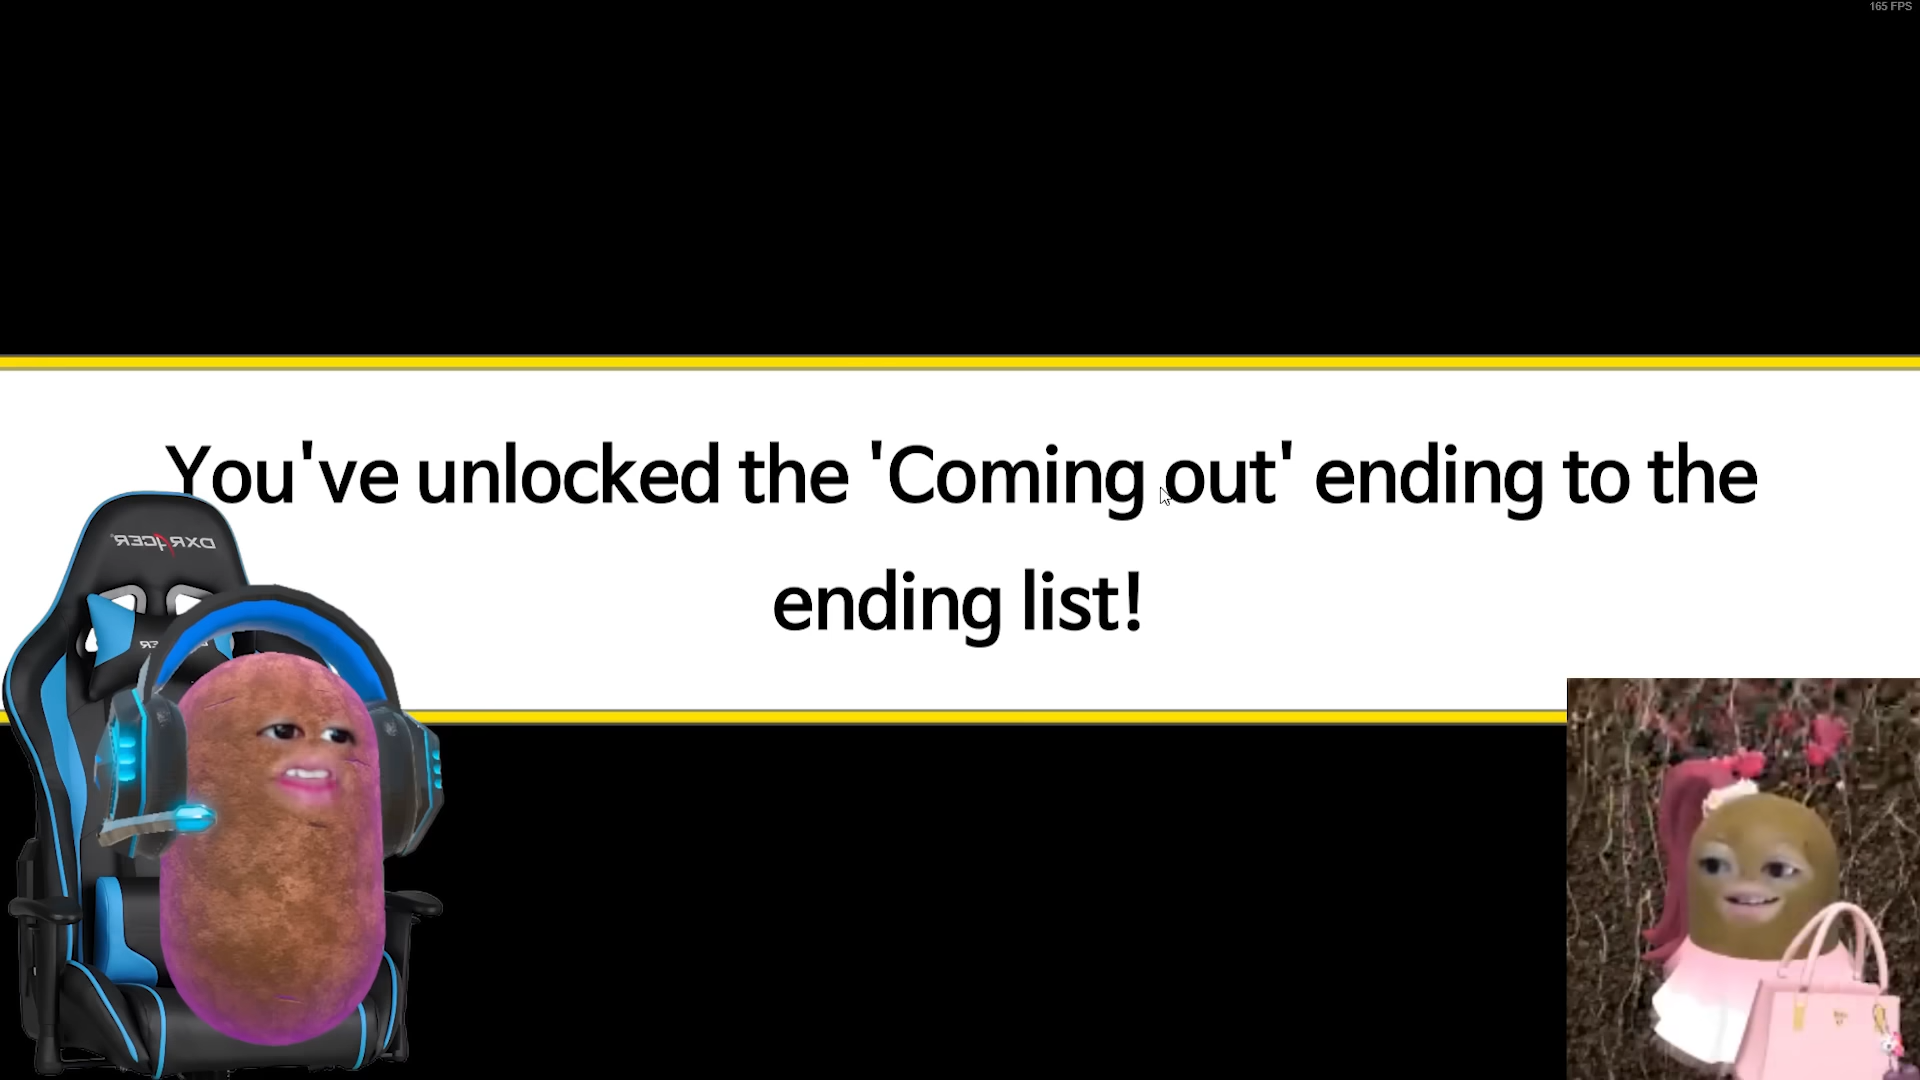 165 FPS
You've unlocked the 'Coming out' ending to the
ending list!
DXRACER